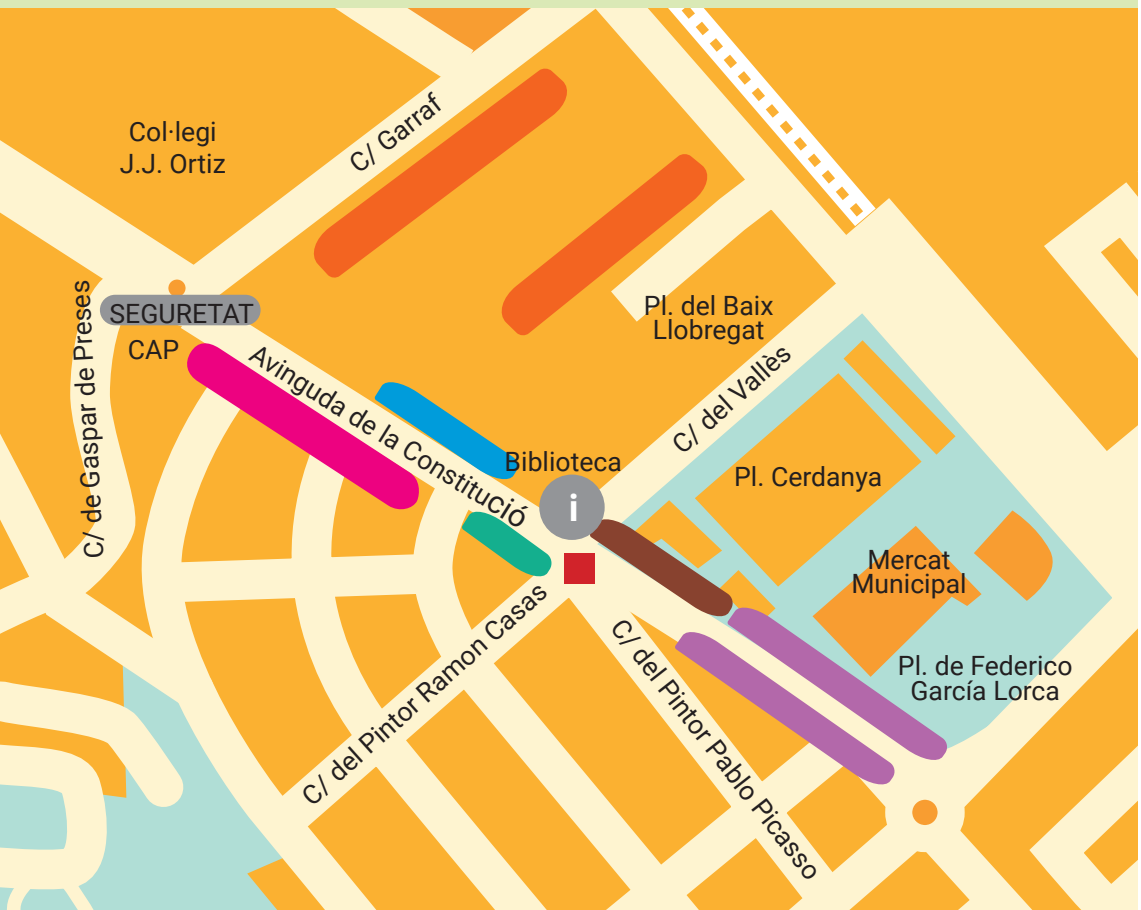 Col·legi
J.J. Ortiz
C/ Garraf
SEGURETAT
CAP
C/ de Gaspar de Preses
Avinguda de la Constitució
Pl. del Baix
Llobregat
C/ del Vallès
Biblioteca
i
Pl. Cerdanya
Mercat
Municipal
Pl. de Federico
García Lorca
C/ del Pintor Ramon Casas
C/ del Pintor Pablo Picasso